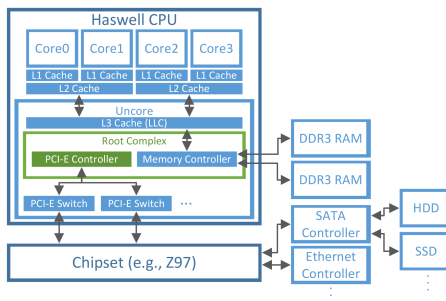 Haswell CPU
Core0 Core1 Core2 Core3
L1 Cache L1 Cache L1 Cache L1 Cache
L2 Cache L2 Cache
Uncore
L3 Cache (LLC)
Root Complex
PCI-E Controller Memory Controller
PCI-E Switch PCI-E Switch ...
Chipset (e.g., Z97)
DDR3 RAM
DDR3 RAM
SATA
Controller
Ethernet
Controller
HDD
SSD